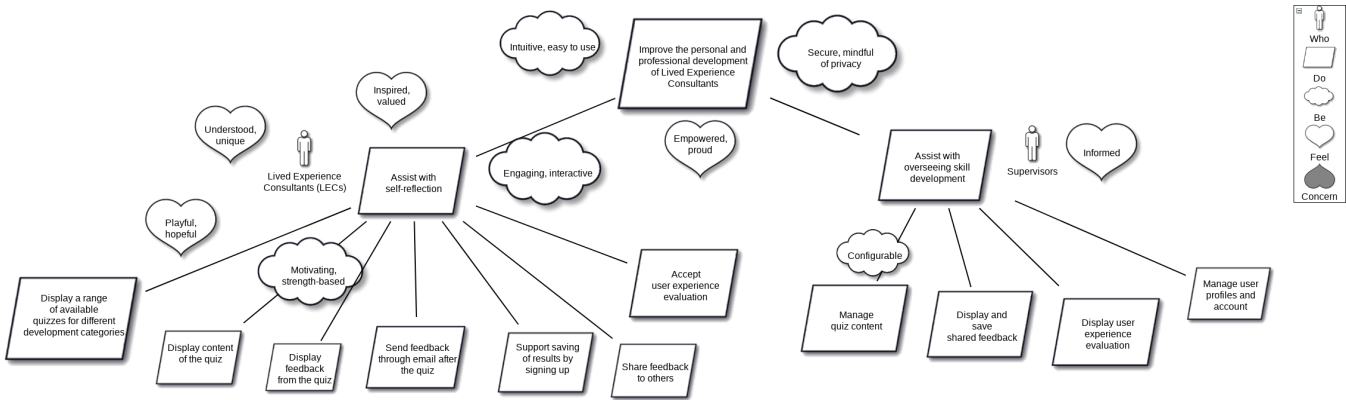 Intuitive, easy to use
Improve the personal and
professional development
of Lived Experience
Consultants
Secure, mindful
of privacy
Who
Do
Be
Feel
Concern
Inspired,
valued
Understood,
unique
Lived Experience
Consultants (LECs)
Assist with
self-reflection
Engaging, interactive
Empowered,
proud
Assist with
overseeing skill
development
Supervisors
Informed
Playful,
hopeful
Motivating,
strength-based
Configurable
Display a range
of available
quizzes for different
development categories
Display content
of the quiz
Display
feedback
from the quiz
Send feedback
through email after
the quiz
Support saving
of results by
signing up
Share feedback
to others
Accept
user experience
evaluation
Manage
quiz content
Display and
save
shared feedback
Display user
experience
evaluation
Manage user
profiles and
account